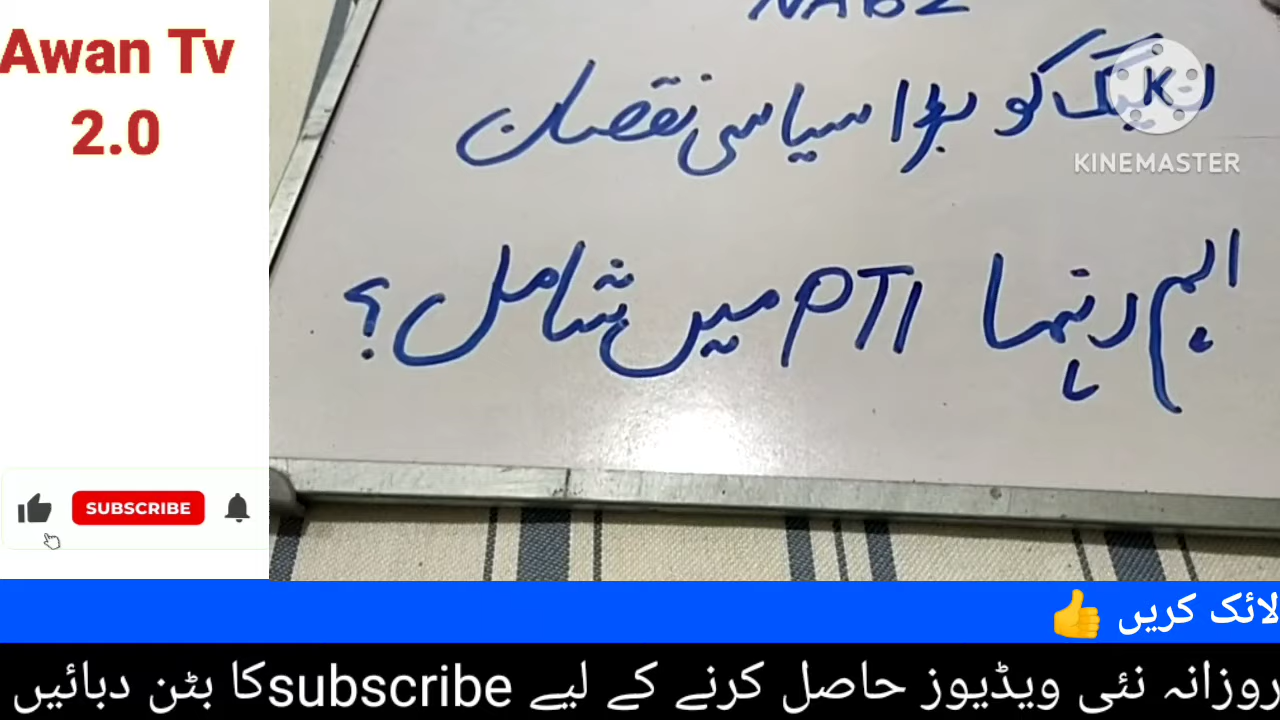 Awan Tv
2.0
کو بڑا سیاسی نقصان
KINEMASTER
اہم رہنما PTI میں شامل؟
SUBSCRIBE
لائک کریں 👍
روزانہ نئی ویڈیوز حاصل کرنے کے لیے subscribe کا بٹن دبائیں